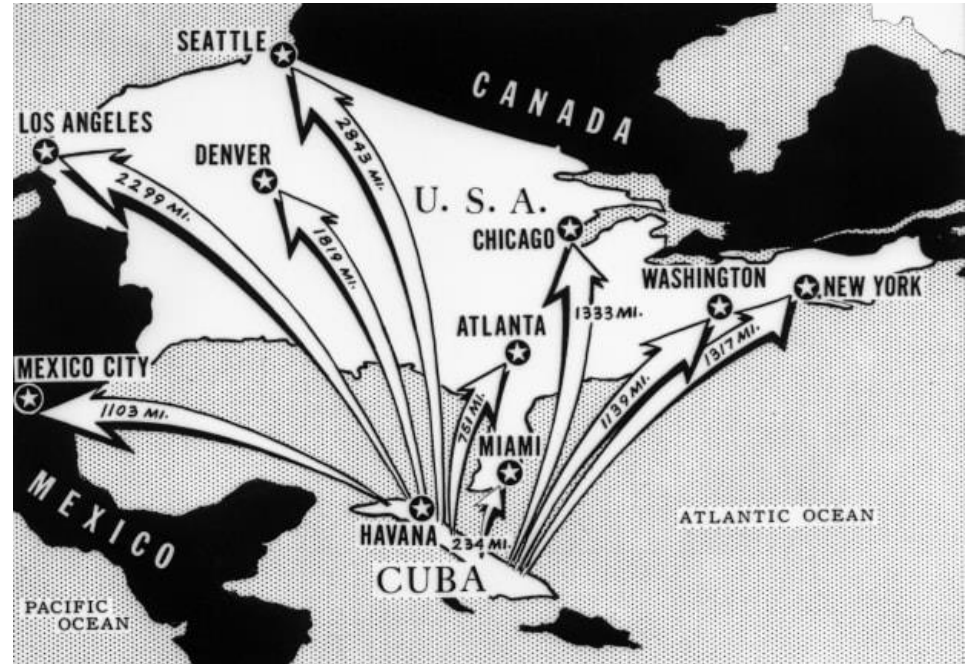 SEATTLE
CANADA
LOS ANGELES
2843 MI.
DENVER
2299 MI.
U. S. A.
1819 MI.
CHICAGO
WASHINGTON
NEW YORK
1333 MI.
ATLANTA
1317 MI.
MEXICO CITY
1103 MI.
751 MI.
1139 MI.
MIAMI
MEXICO
HAVANA
234 MI.
ATLANTIC OCEAN
CUBA
PACIFIC
OCEAN